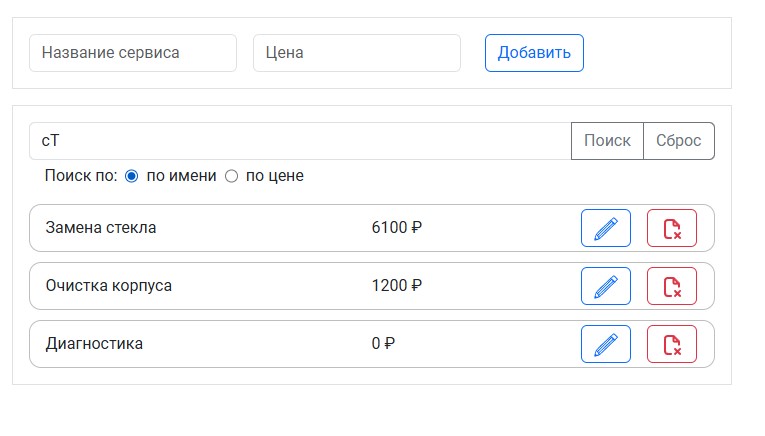 Название сервиса Цена Добавить
сТ Поиск Сброс
Поиск по: по имени по цене
Замена стекла 6100 ₽
Очистка корпуса 1200 ₽
Диагностика 0 ₽